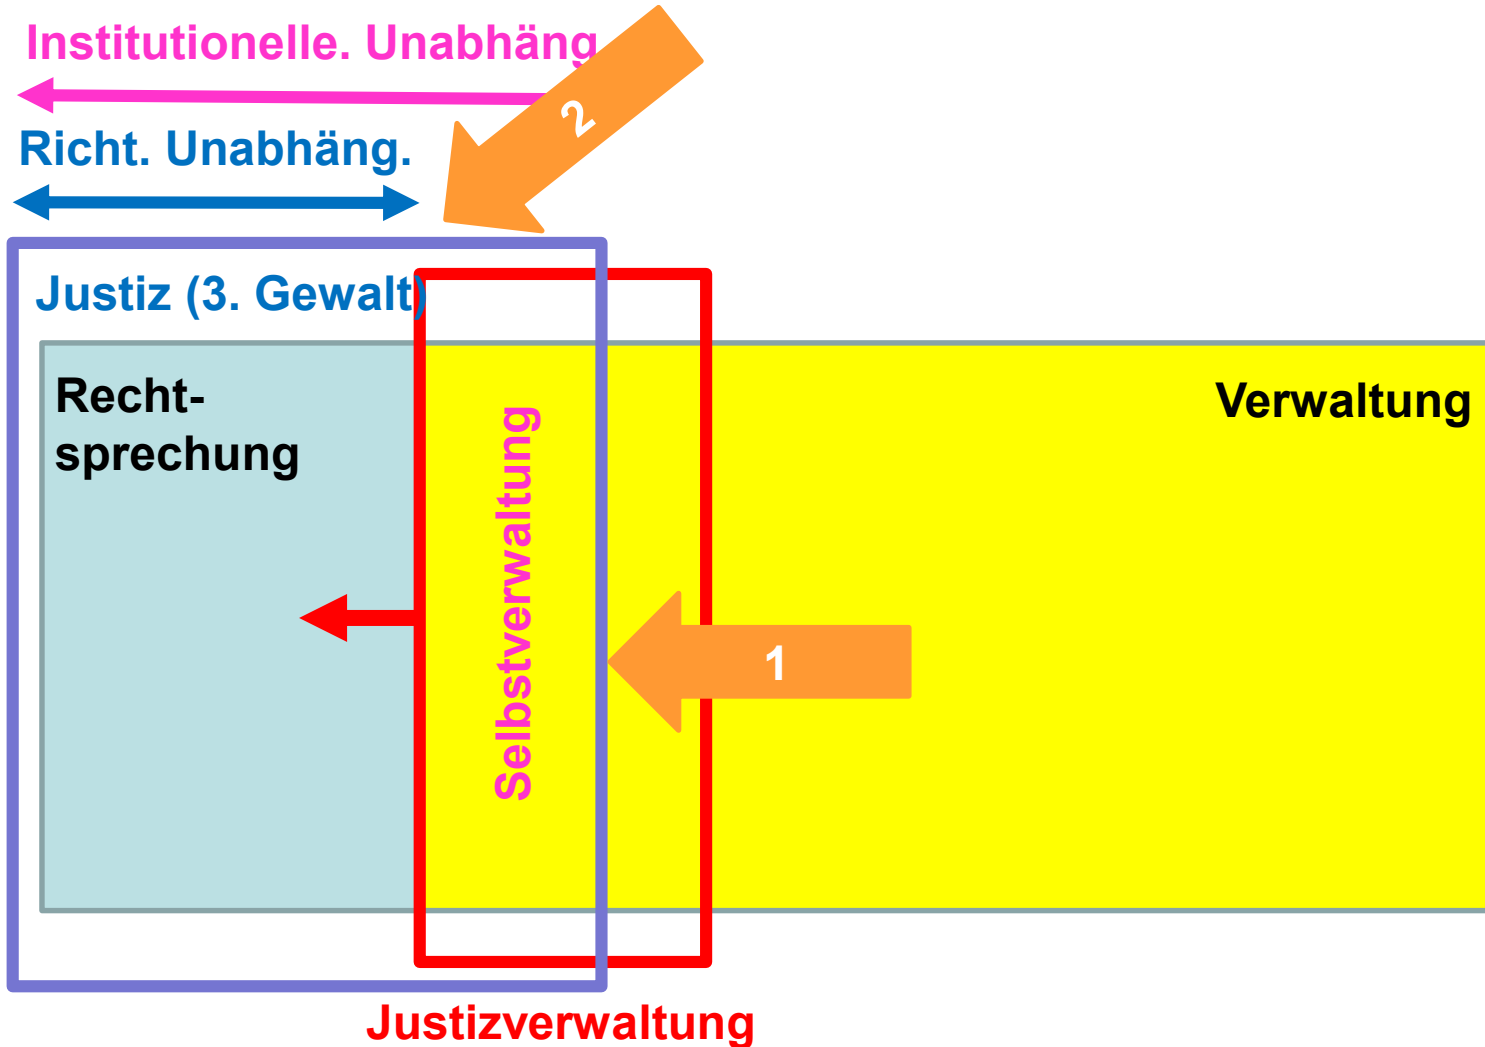 Institutionelle. Unabhäng
2
Richt. Unabhäng.
Justiz (3. Gewalt)
Recht-
sprechung
Selbstverwaltung
Verwaltung
1
Justizverwaltung